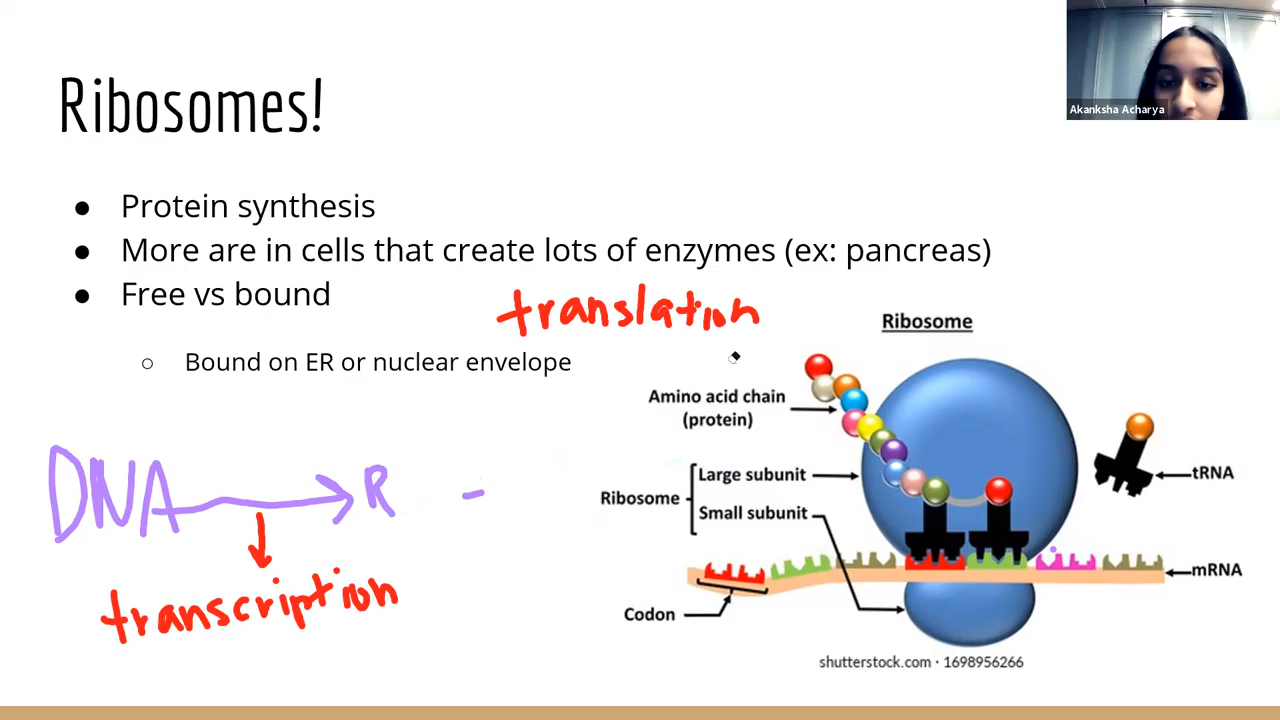 Akanksha Acharya
Ribosomes!
● Protein synthesis
● More are in cells that create lots of enzymes (ex: pancreas)
● Free vs bound
translation
○ Bound on ER or nuclear envelope
Ribosome
Amino acid chain
(protein)
Large subunit
Ribosome
Small subunit
tRNA
mRNA
Codon
DNA → R -
transcription
shutterstock.com · 1698956266